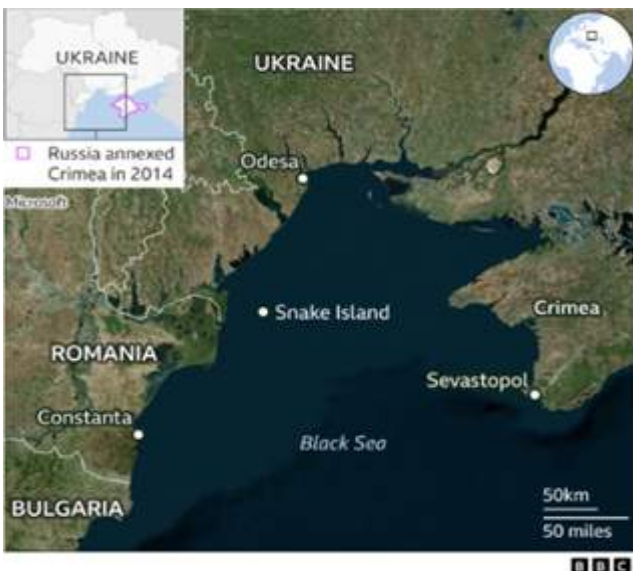 UKRAINE
Russia annexed
Crimea in 2014
Microsoft
UKRAINE
Odesa
Snake Island
Crimea
ROMANIA
Sevastopol
Constanta
Black Sea
BULGARIA
50km
50 miles
BBC